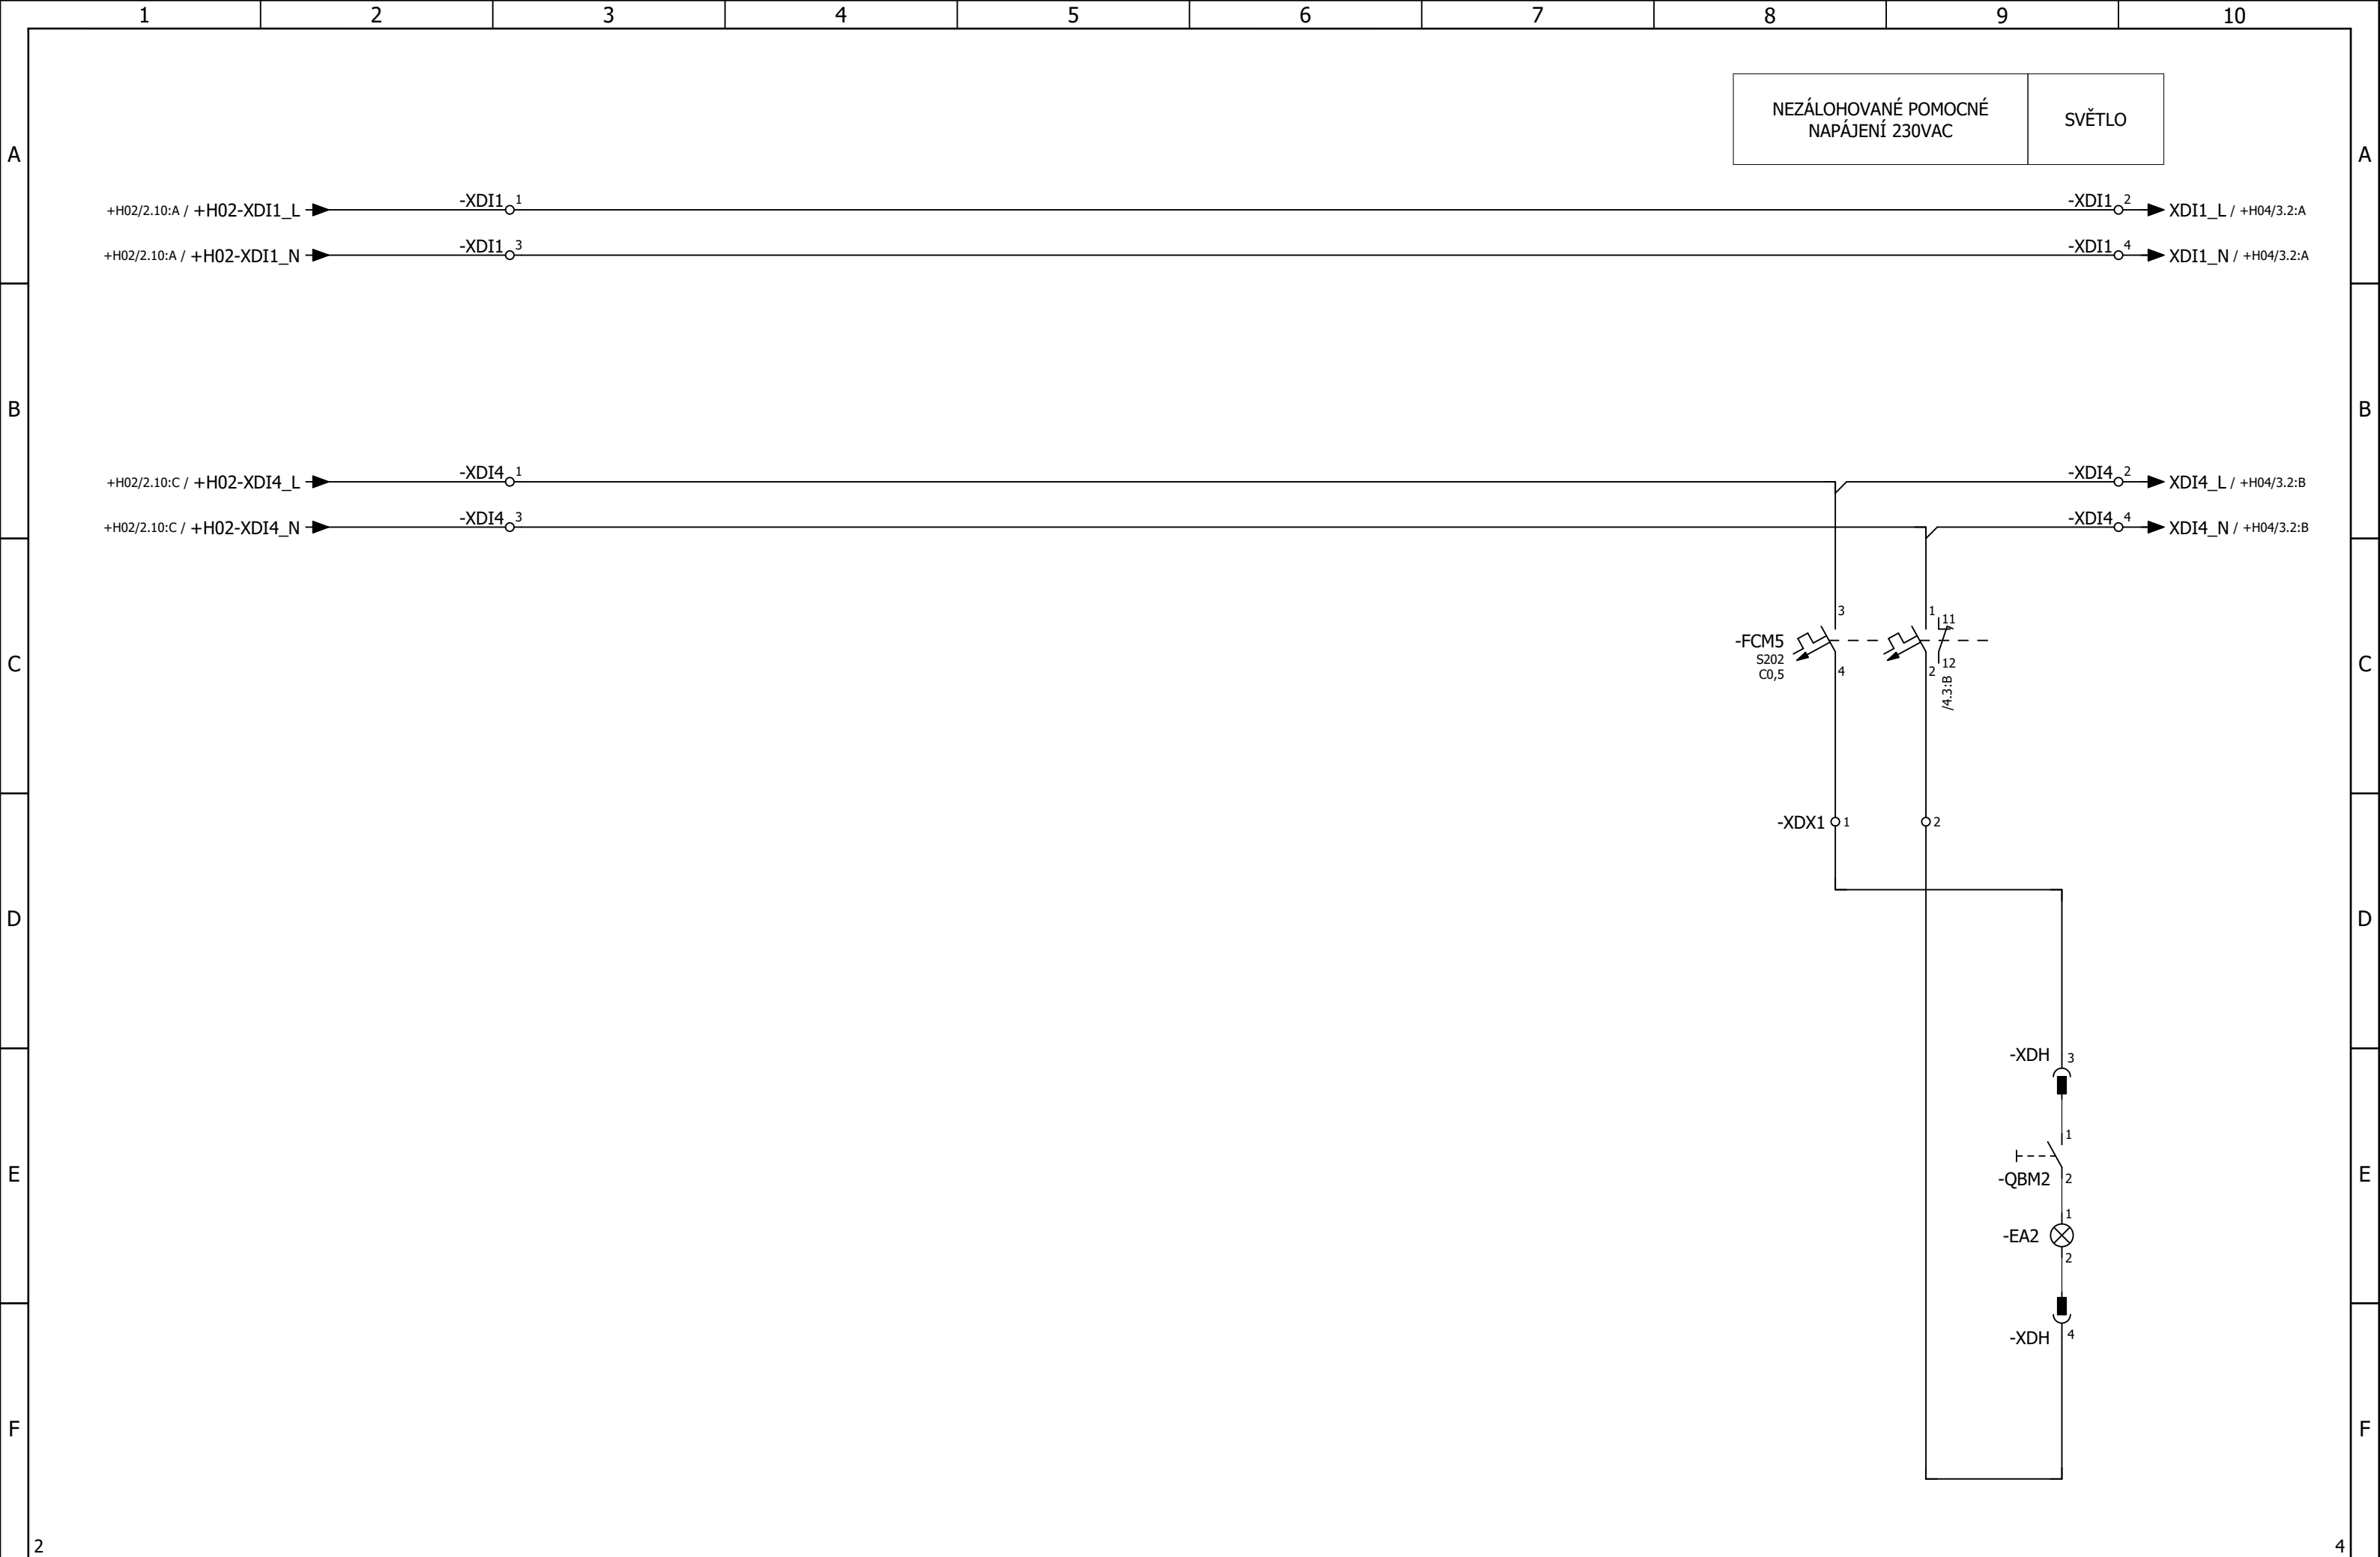 1 2 3 4 5 6 7 8 9 10
NEZÁLOHOVANÉ POMOCNÉ
NAPÁJENÍ 230VAC
SVĚTLO
A A
+H02/2.10:A / +H02-XDI1_L -XDI1 1 -XDI1 2 XDI1_L / +H04/3.2:A
+H02/2.10:A / +H02-XDI1_N -XDI1 3 -XDI1 4 XDI1_N / +H04/3.2:A
B B
+H02/2.10:C / +H02-XDI4_L -XDI4 1 -XDI4 2 XDI4_L / +H04/3.2:B
+H02/2.10:C / +H02-XDI4_N -XDI4 3 -XDI4 4 XDI4_N / +H04/3.2:B
3 1 11
-FCM5
S202
C C
C0,5 4 2 12
/4.3:B
-XDX1 1 2
D D
-XDH 3
1
E E
-QBM2 2
1
-EA2
2
-XDH 4
F F
2 4